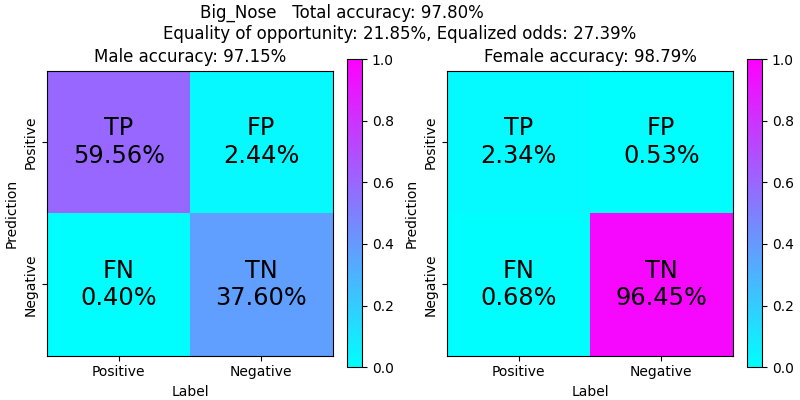 Big_Nose   Total accuracy: 97.80%
Equality of opportunity: 21.85%, Equalized odds: 27.39%
Male accuracy: 97.15%
Prediction
Positive
Negative
TP
59.56%
FP
2.44%
FN
0.40%
TN
37.60%
Positive
Negative
Label
1.0
0.8
0.6
0.4
0.2
0.0
Female accuracy: 98.79%
Prediction
Positive
Negative
TP
2.34%
FP
0.53%
FN
0.68%
TN
96.45%
Positive
Negative
Label
1.0
0.8
0.6
0.4
0.2
0.0